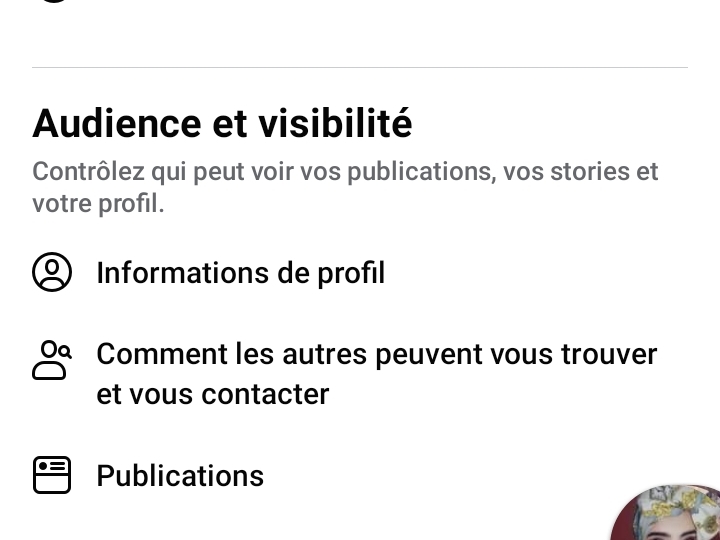 Audience et visibilité
Contrôlez qui peut voir vos publications, vos stories et
votre profil.
Informations de profil
Comment les autres peuvent vous trouver
et vous contacter
Publications